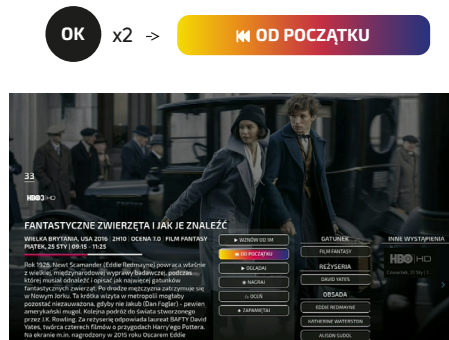 OK x2 -> OD POCZĄTKU
33
HBO3 HD
FANTASTYCZNE ZWIERZĘTA I JAK JE ZNALEŹĆ
WIELKA BRYTANIA, USA 2016 | 2H10 | OCENA 7.0 | FILM FANTASY
PIĄTEK, 25 STY | 09:15 - 11:25
Rok 1926. Newt Scamander (Eddie Redmayne) powraca właśnie
z wielkiej, międzynarodowej wyprawy badawczej, podczas
której musiał odnaleźć i opisać jak najwięcej gatunków
fantastycznych zwierząt. Po drodze mężczyzna zatrzymuje się
w Nowym Jorku. Ta krótka wizyta w metropolii mogłaby
pozostać niezauważona, gdyby nie Jakub (Dan Fogler) - pewien
amerykański mugol. Kolejna podróż do świata stworzonego
przez J.K. Rowling. Za reżyserię odpowiada laureat BAFTY David
Yates, twórca czterech filmów o przygodach Harry'ego Pottera.
Na ekranie m.in. nagrodzony w 2015 roku Oscarem Eddie
WZNÓW OD 1M
OD POCZĄTKU
OGLĄDAJ
NAGRAJ
OCEŃ
ZAPAMIĘTAJ
GATUNEK
FILM FANTASY
REŻYSERIA
DAVID YATES
OBSADA
EDDIE REDMAYNE
KATHERINE WATERSTON
ALISON SUDOL
INNE WYSTĄPIENIA
HBO HD